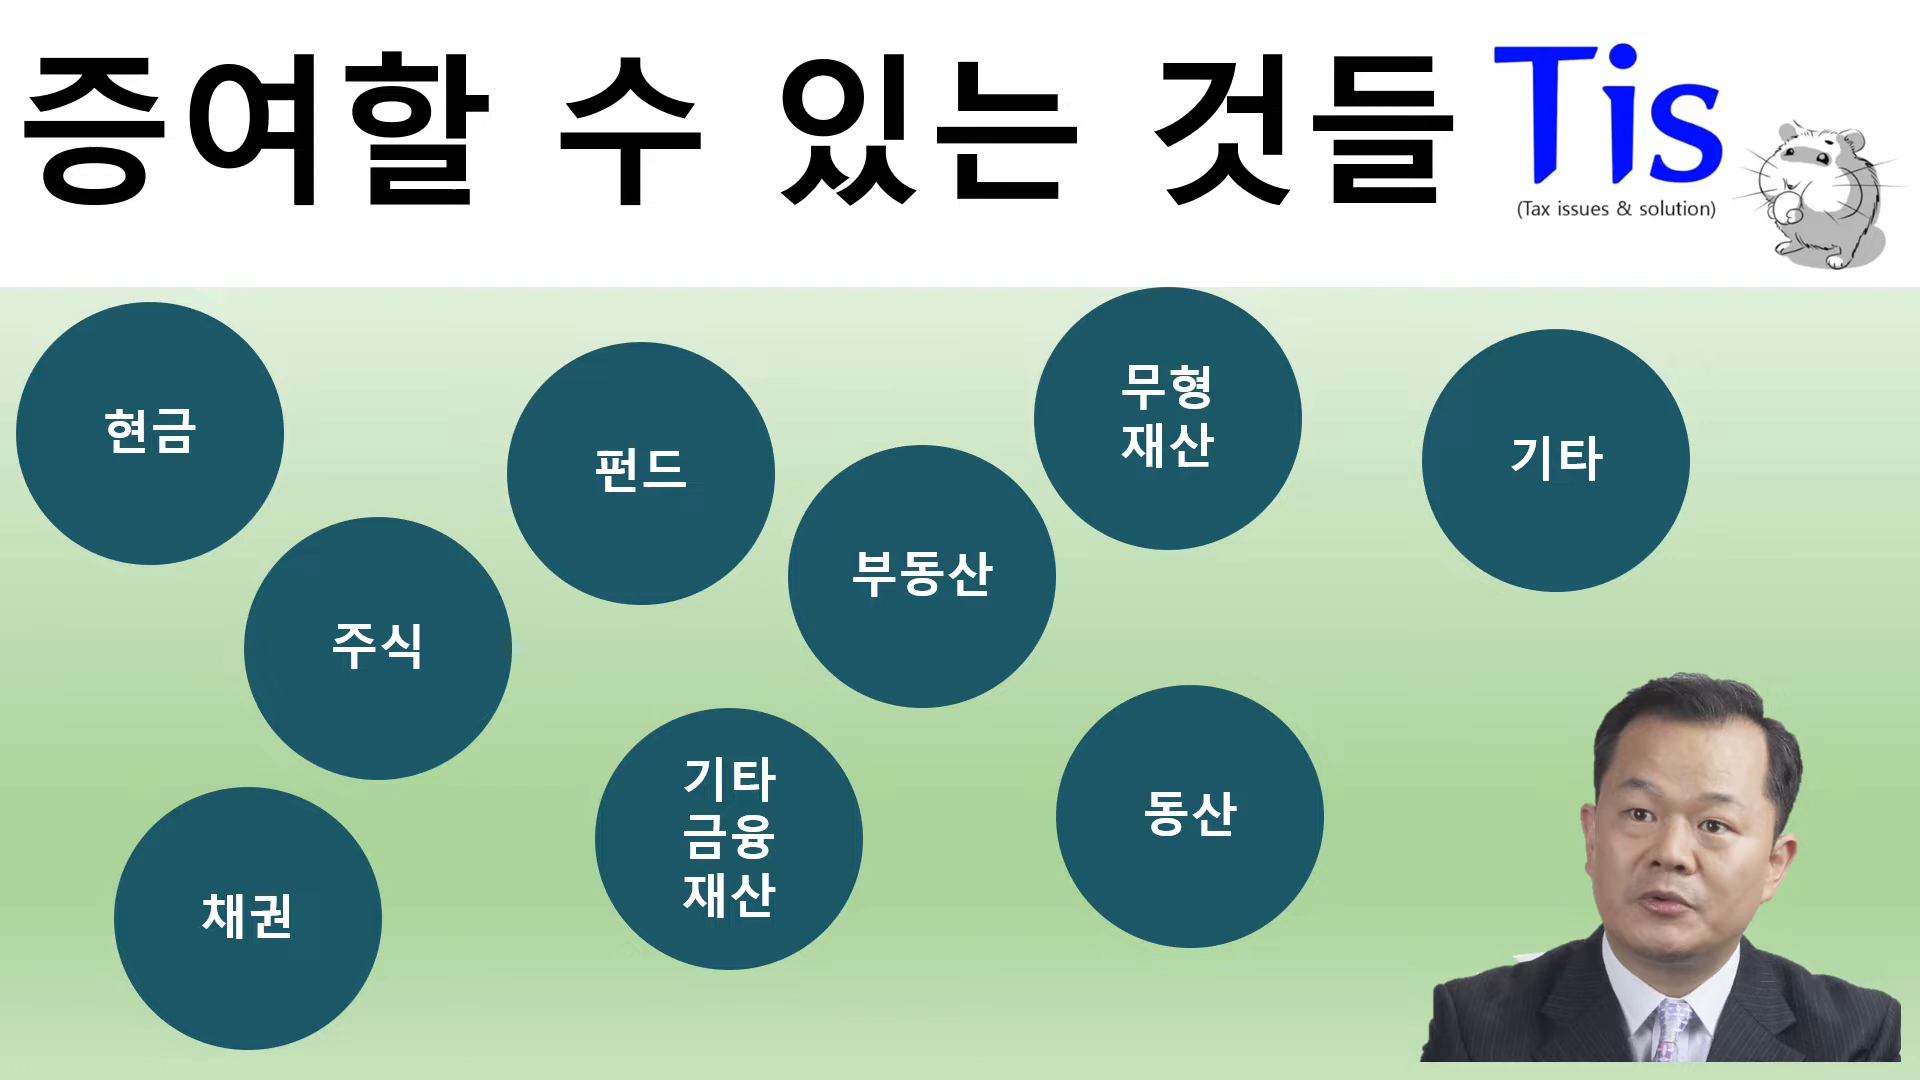 증여할 수 있는 것들
Tis
(Tax issues & solution)
현금
주식
채권
펀드
기타
금융
재산
부동산
무형
재산
동산
기타